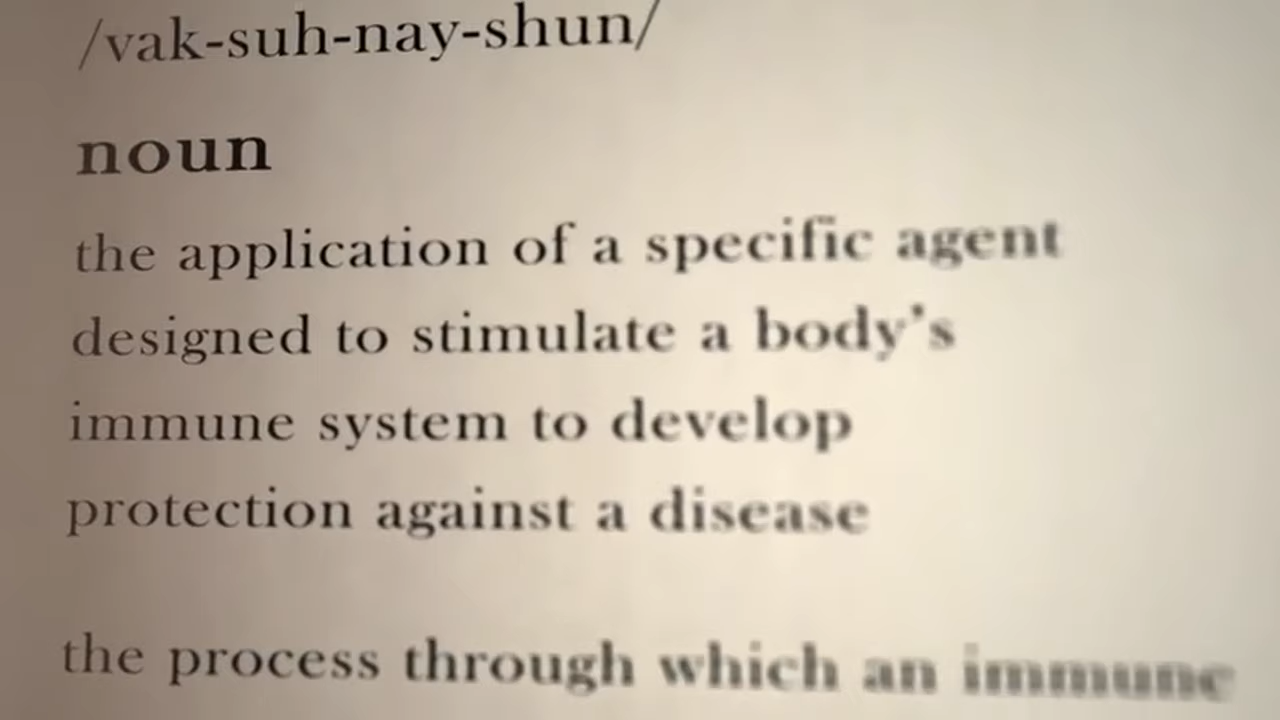 /vak-suh-nay-shun/
noun
the application of a specific agent
designed to stimulate a body's
immune system to develop
protection against a disease
the process through which an immune